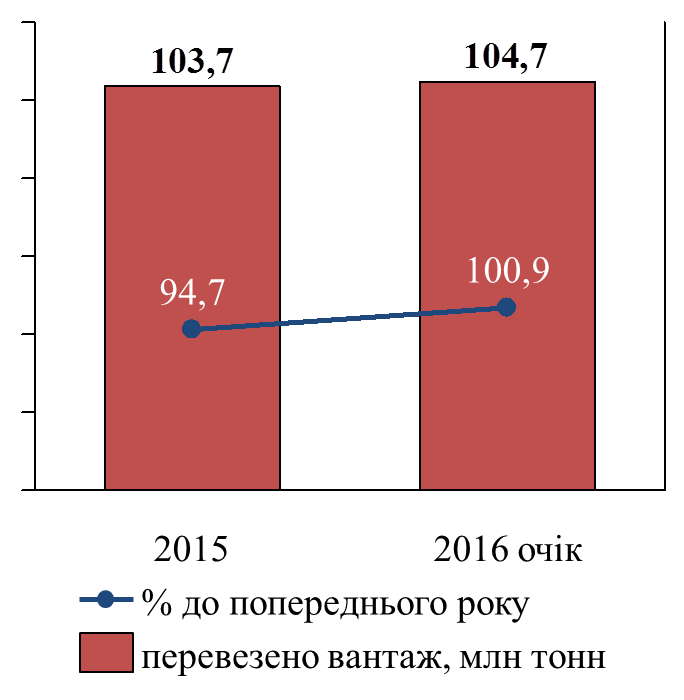 103,7
104,7
94,7
100,9
2015
2016 очік
% до попереднього року
перевезено вантаж, млн тонн